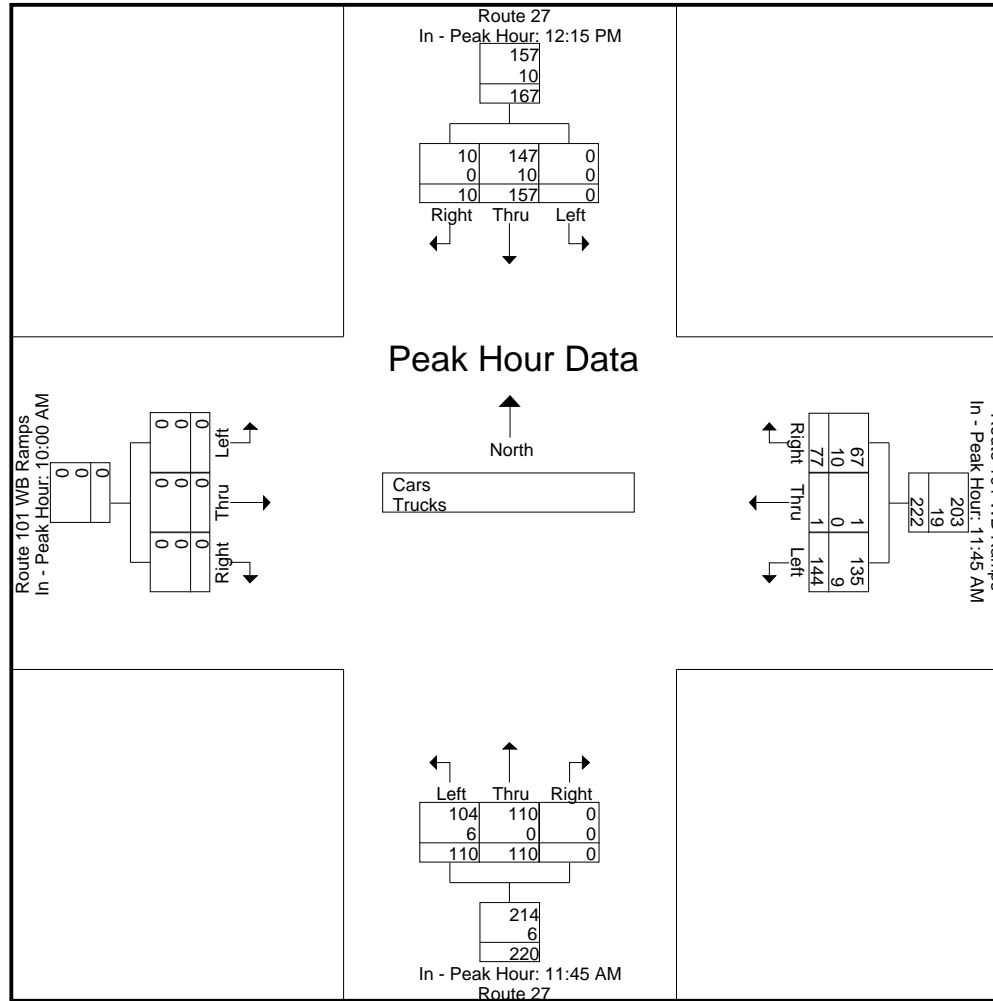 Route 27
In - Peak Hour: 12:15 PM
157
10
167
10 147 0
0 10 0
10 157 0
Right Thru Left
Peak Hour Data
North
Cars
Trucks
Route 101 WB Ramps
In - Peak Hour: 10:00 AM
0
0
0
0 0 0
0 0 0
0 0 0
Left Thru Right
In - Peak Hour: 11:45 AM
203
19
222
67 1 135
10 0 9
77 1 144
Right Thru Left
Left Thru Right
104 110 0
6 0 0
110 110 0
214
6
220
In - Peak Hour: 11:45 AM
Route 27